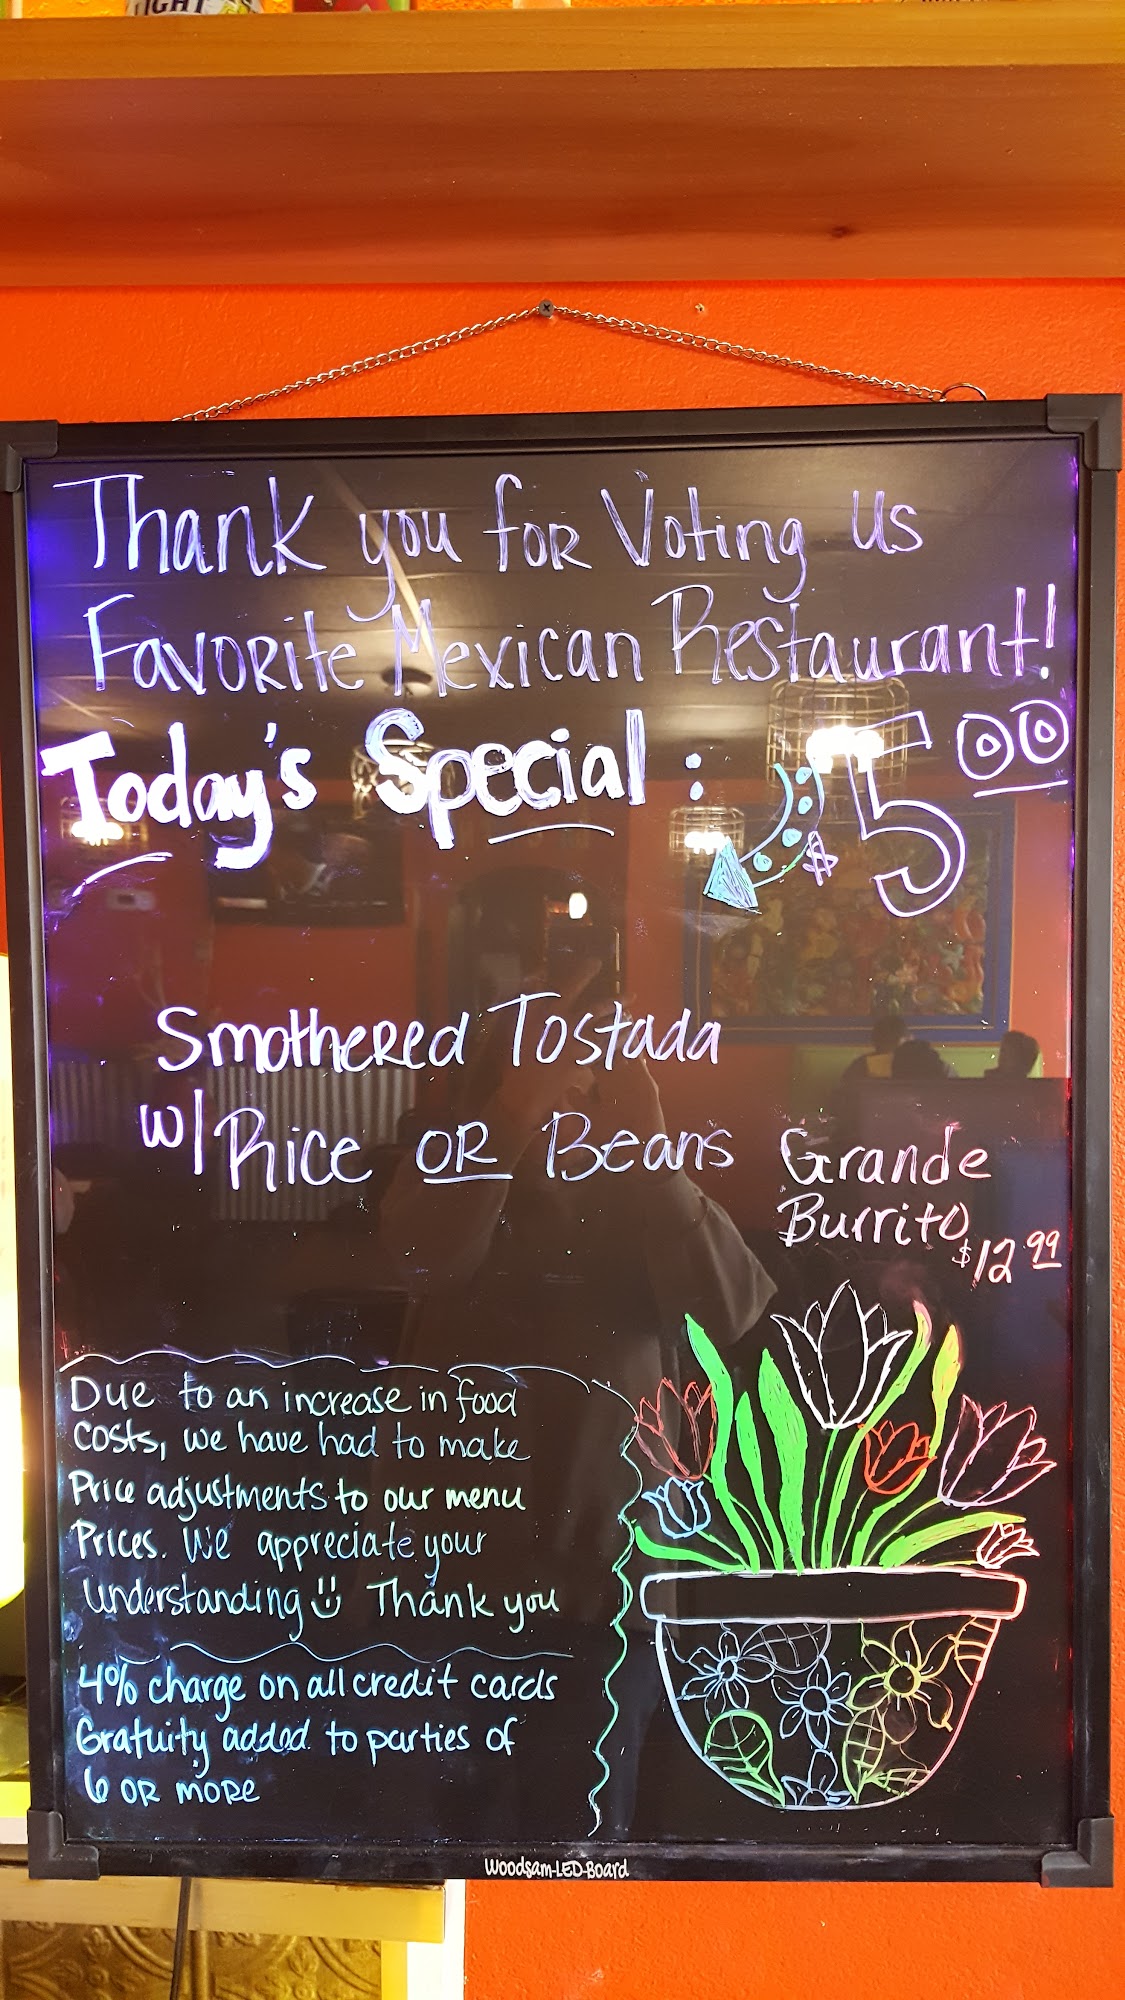 IGHT
Thank you for Voting us
Favorite Mexican Restaurant!
Today's Special : $5.00
Smothered Tostada
w/ Rice OR Beans
Grande
Burrito
$12.99
Due to an increase in food
costs, we have had to make
Price adjustments to our menu
Prices. We appreciate your
understanding Thank you
4% charge on all credit cards
Gratuity added to parties of
6 OR more
Woodsam-LED-Board